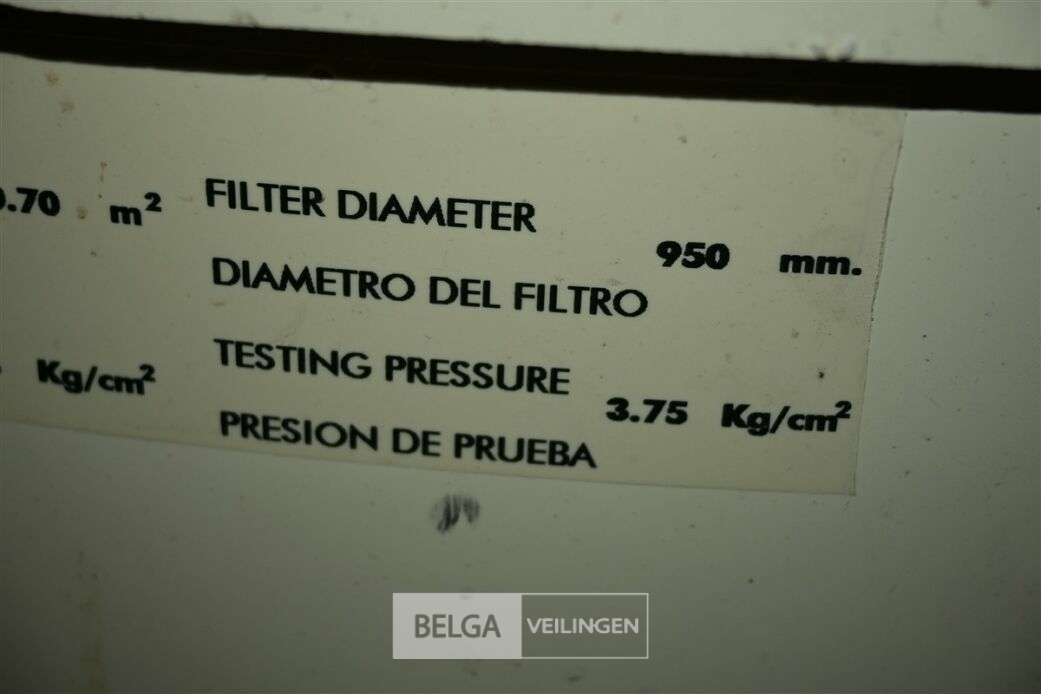 .70 m²
FILTER DIAMETER
950 mm.
DIAMETRO DEL FILTRO
Kg/cm²
TESTING PRESSURE
3.75 Kg/cm²
PRESION DE PRUEBA
BELGA VEILINGEN